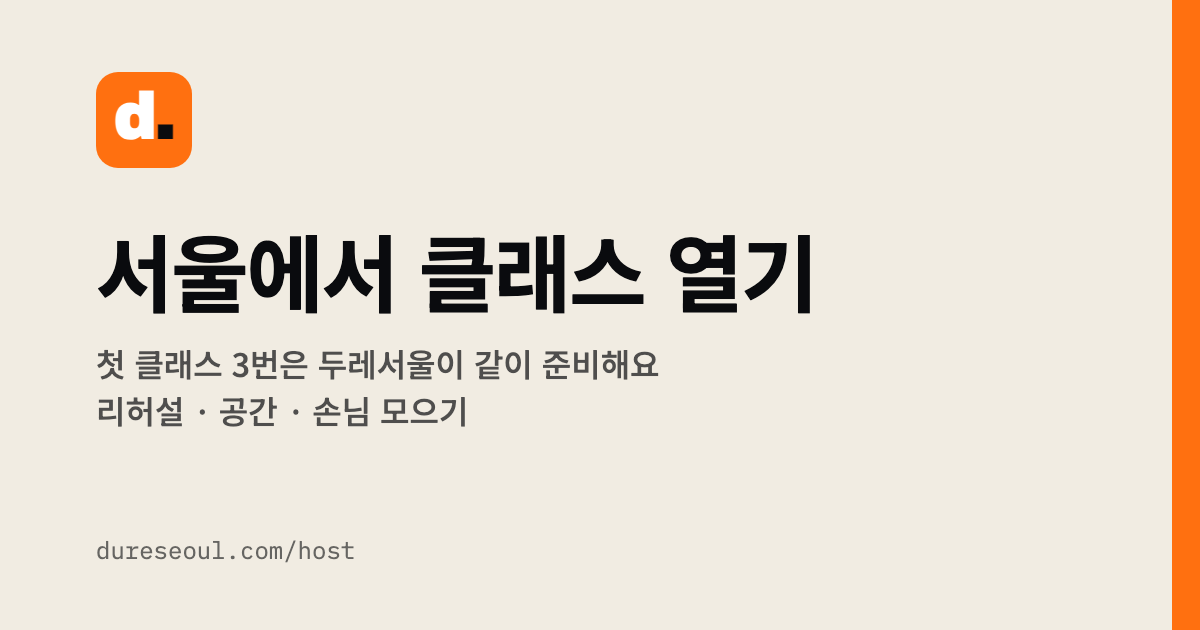 d.
서울에서 클래스 열기
첫 클래스 3번은 두레서울이 같이 준비해요
리허설 · 공간 · 손님 모으기
dureseoul.com/host